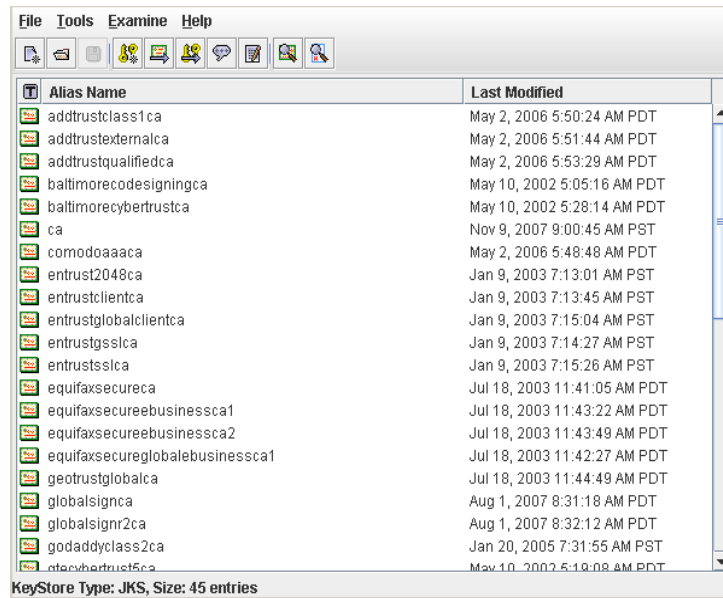 File Tools Examine Help
T Alias Name Last Modified
addtrustclass1ca May 2, 2006 5:50:24 AM PDT
addtrustexternalca May 2, 2006 5:51:44 AM PDT
addtrustqualifiedca May 2, 2006 5:53:29 AM PDT
baltimorecodesigningca May 10, 2002 5:05:16 AM PDT
baltimorecybertrustca May 10, 2002 5:28:14 AM PDT
ca Nov 9, 2007 9:00:45 AM PST
comodoaaaca May 2, 2006 5:48:48 AM PDT
entrust2048ca Jan 9, 2003 7:13:01 AM PST
entrustclientca Jan 9, 2003 7:13:45 AM PST
entrustglobalclientca Jan 9, 2003 7:15:04 AM PST
entrustgsslca Jan 9, 2003 7:14:27 AM PST
entrustsslca Jan 9, 2003 7:15:26 AM PST
equifaxsecureca Jul 18, 2003 11:41:05 AM PDT
equifaxsecureebusinessca1 Jul 18, 2003 11:43:22 AM PDT
equifaxsecureebusinessca2 Jul 18, 2003 11:43:49 AM PDT
equifaxsecureglobalebusinessca1 Jul 18, 2003 11:42:27 AM PDT
geotrustglobalca Jul 18, 2003 11:44:49 AM PDT
globalsignca Aug 1, 2007 8:31:18 AM PDT
globalsignr2ca Aug 1, 2007 8:32:12 AM PDT
godaddyclass2ca Jan 20, 2005 7:31:55 AM PST
gtecybertrust5ca May 10, 2002 5:19:08 AM PDT
KeyStore Type: JKS, Size: 45 entries